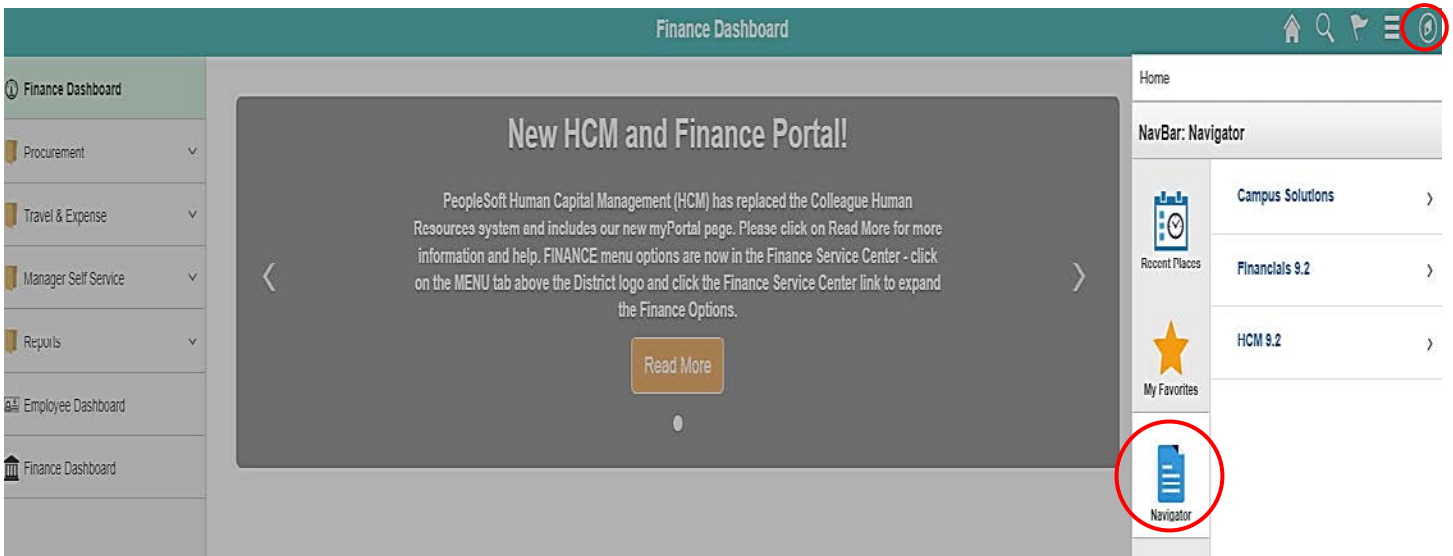 Finance Dashboard
Finance Dashboard
Procurement
Travel & Expense
Manager Self Service
Reports
Employee Dashboard
Finance Dashboard
New HCM and Finance Portal!
PeopleSoft Human Capital Management (HCM) has replaced the Colleague Human
Resources system and includes our new myPortal page. Please click on Read More for more
information and help. FINANCE menu options are now in the Finance Service Center - click
on the MENU tab above the District logo and click the Finance Service Center link to expand
the Finance Options.
Read More
Home
NavBar: Navigator
Recent Places
My Favorites
Navigator
Campus Solutions
Financials 9.2
HCM 9.2